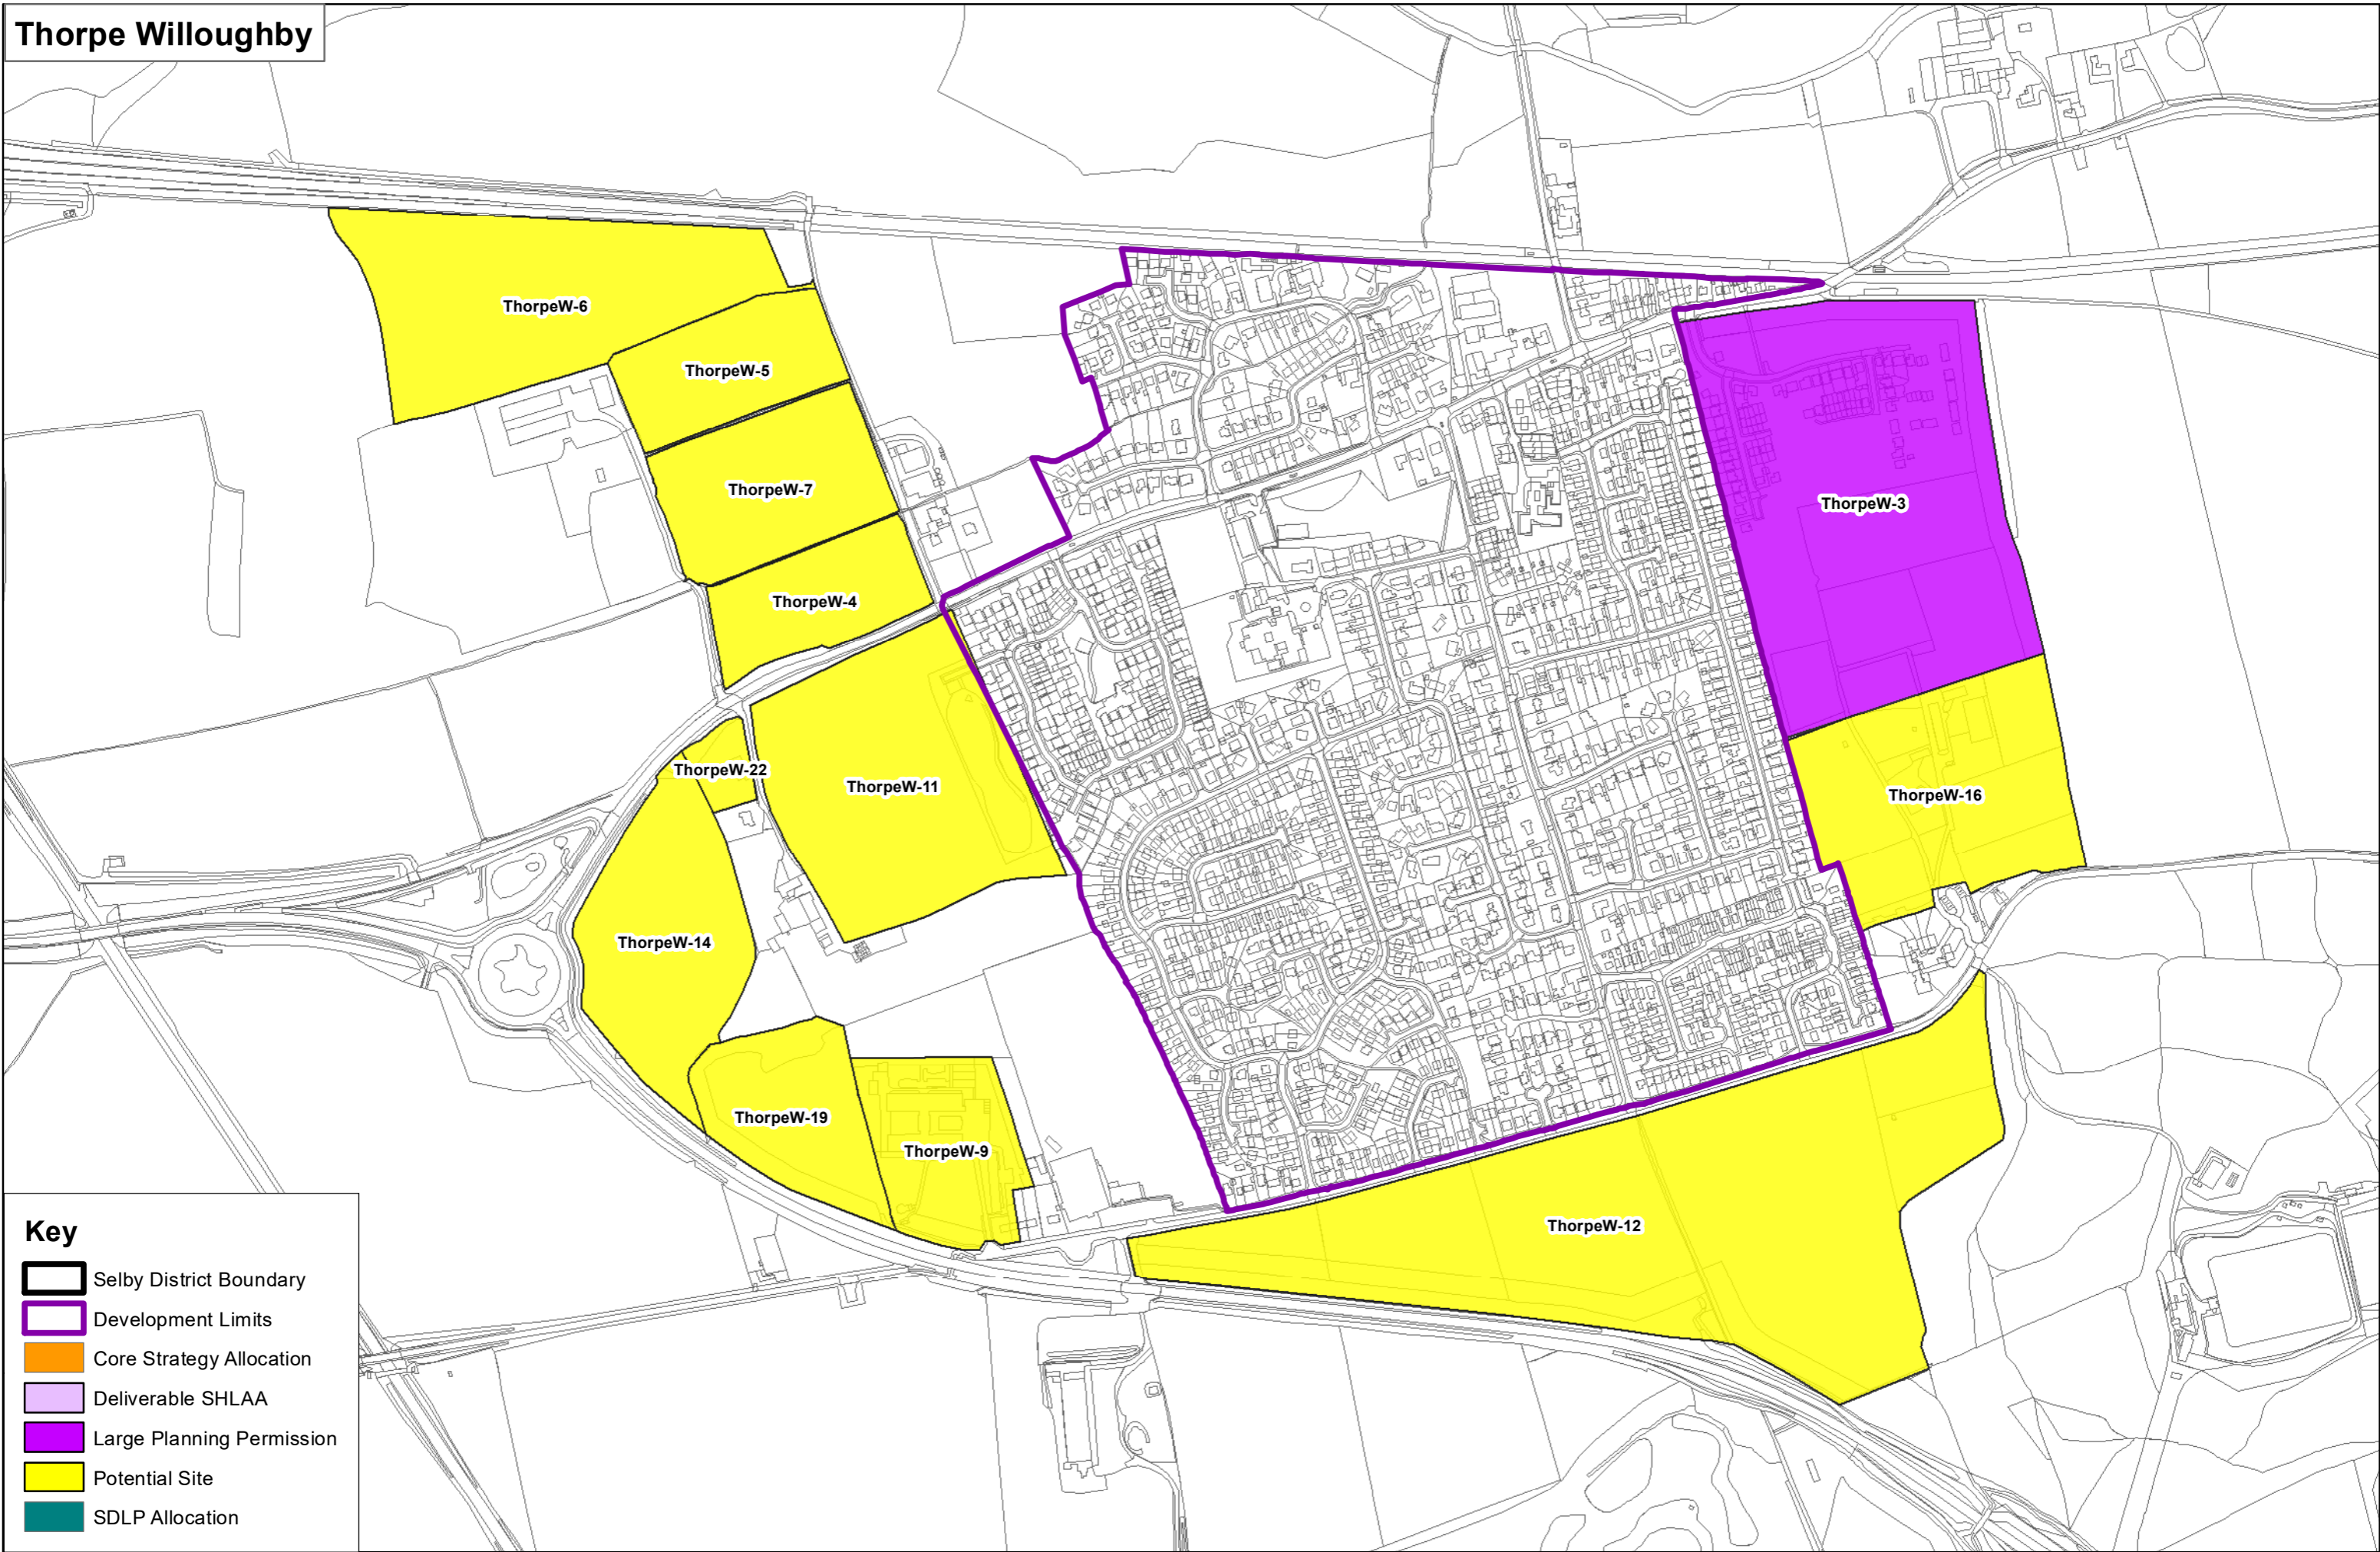 Thorpe Willoughby
ThorpeW-6
ThorpeW-5
ThorpeW-7
ThorpeW-3
ThorpeW-4
ThorpeW-22
ThorpeW-11
ThorpeW-16
ThorpeW-14
ThorpeW-19
ThorpeW-9
ThorpeW-12
Key
Selby District Boundary
Development Limits
Core Strategy Allocation
Deliverable SHLAA
Large Planning Permission
Potential Site
SDLP Allocation